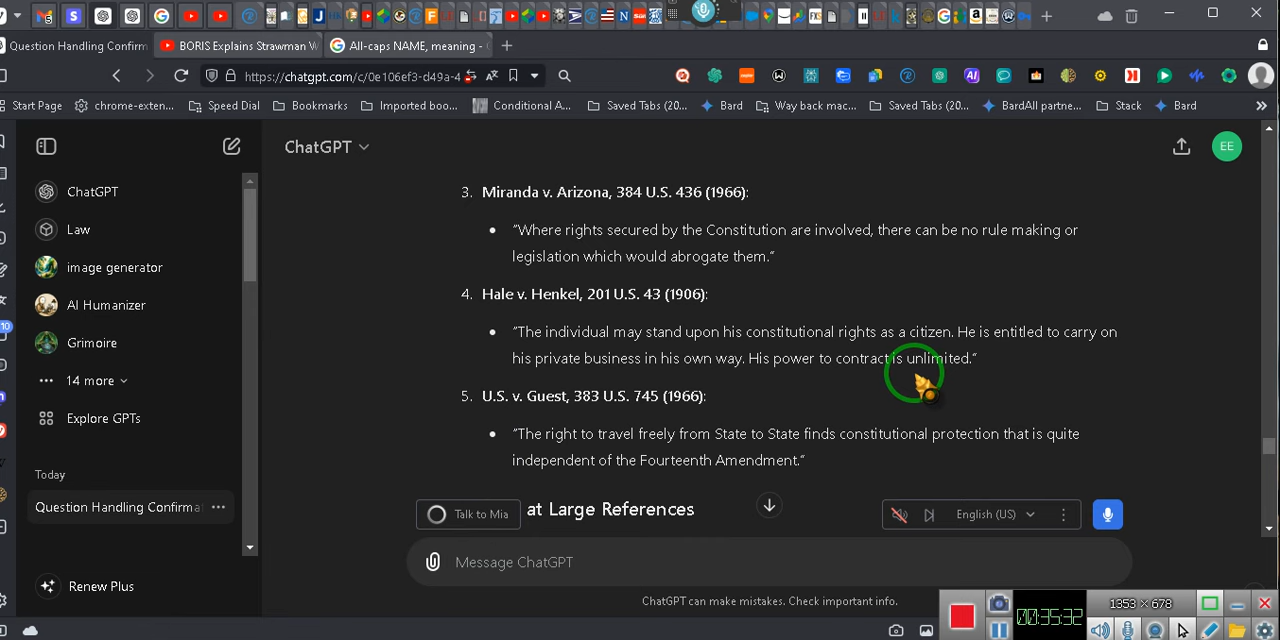 Question Handling Confirm
BORIS Explains Strawman W
All-caps NAME, meaning -
https://chatgpt.com/c/0e106ef3-d49a-4
Start Page
chrome-exten...
Speed Dial
Bookmarks
Imported boo...
Conditional A...
Saved Tabs (20...
Bard
Way back mac...
Saved Tabs (20...
BardAll partne...
Stack
Bard
ChatGPT
EE
ChatGPT
Law
image generator
AI Humanizer
Grimoire
14 more
Explore GPTs
Today
Question Handling Confirma
Renew Plus
3. Miranda v. Arizona, 384 U.S. 436 (1966):
"Where rights secured by the Constitution are involved, there can be no rule making or
legislation which would abrogate them."
4. Hale v. Henkel, 201 U.S. 43 (1906):
"The individual may stand upon his constitutional rights as a citizen. He is entitled to carry on
his private business in his own way. His power to contract is unlimited."
5. U.S. v. Guest, 383 U.S. 745 (1966):
"The right to travel freely from State to State finds constitutional protection that is quite
independent of the Fourteenth Amendment."
Talk to Mia
at Large References
English (US)
Message ChatGPT
ChatGPT can make mistakes. Check important info.
1353 × 678
00:35:32
10